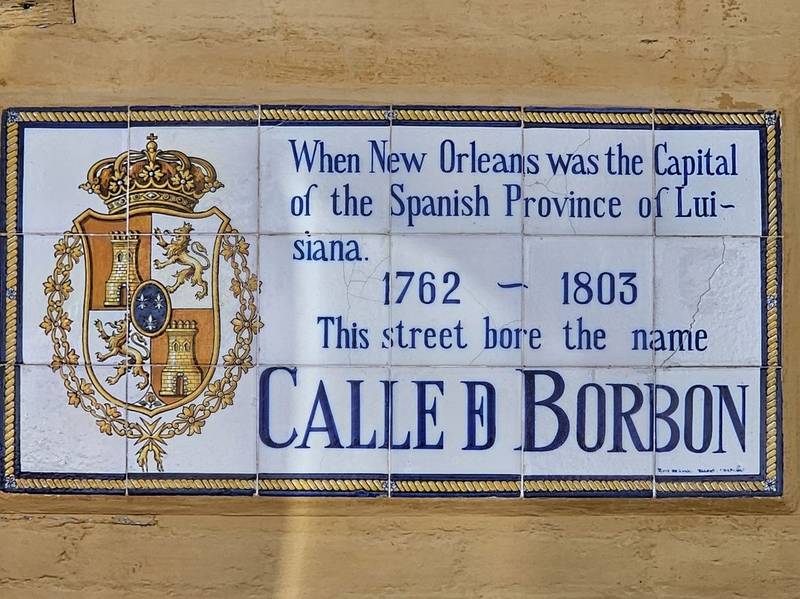 When New Orleans was the Capital
of the Spanish Province of Lui-
siana.
1762 - 1803
This street bore the name
CALLE D BORBON